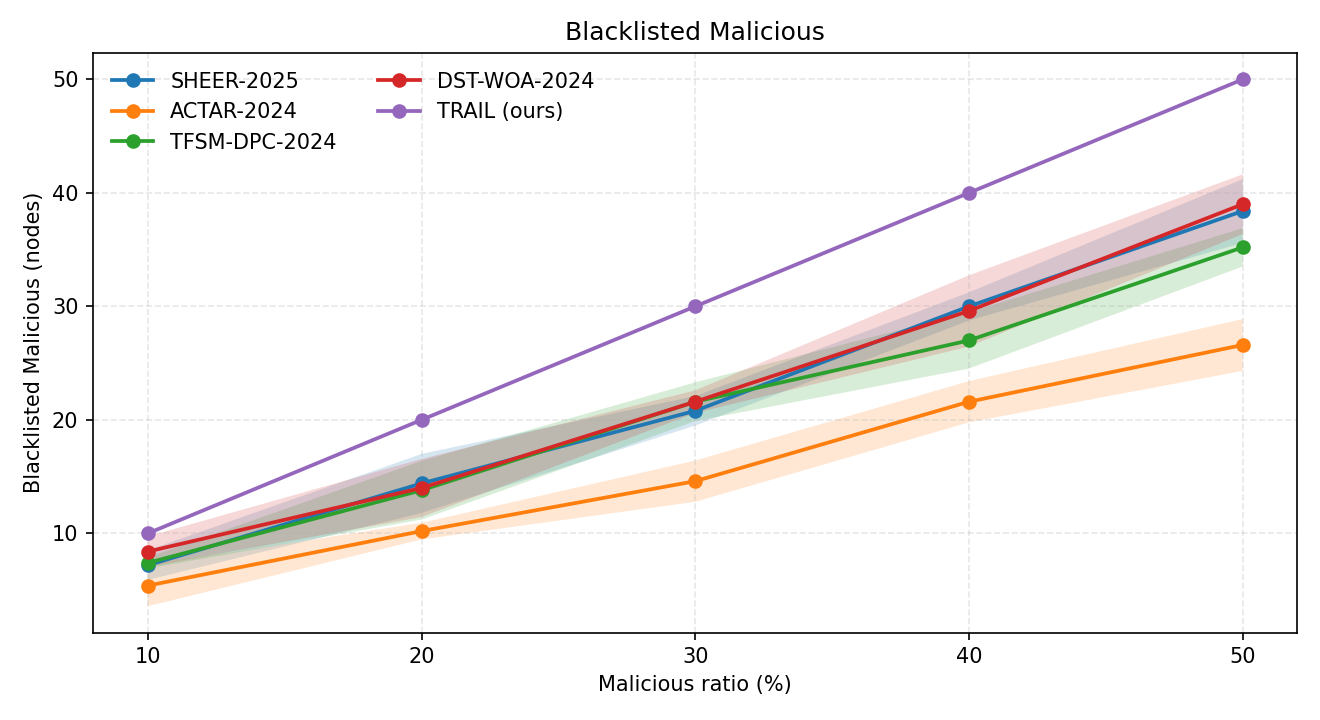 Blacklisted Malicious
SHEER-2025
ACTAR-2024
TFSM-DPC-2024
DST-WOA-2024
TRAIL (ours)
Blacklisted Malicious (nodes)
50
40
30
20
10
10 20 30 40 50
Malicious ratio (%)